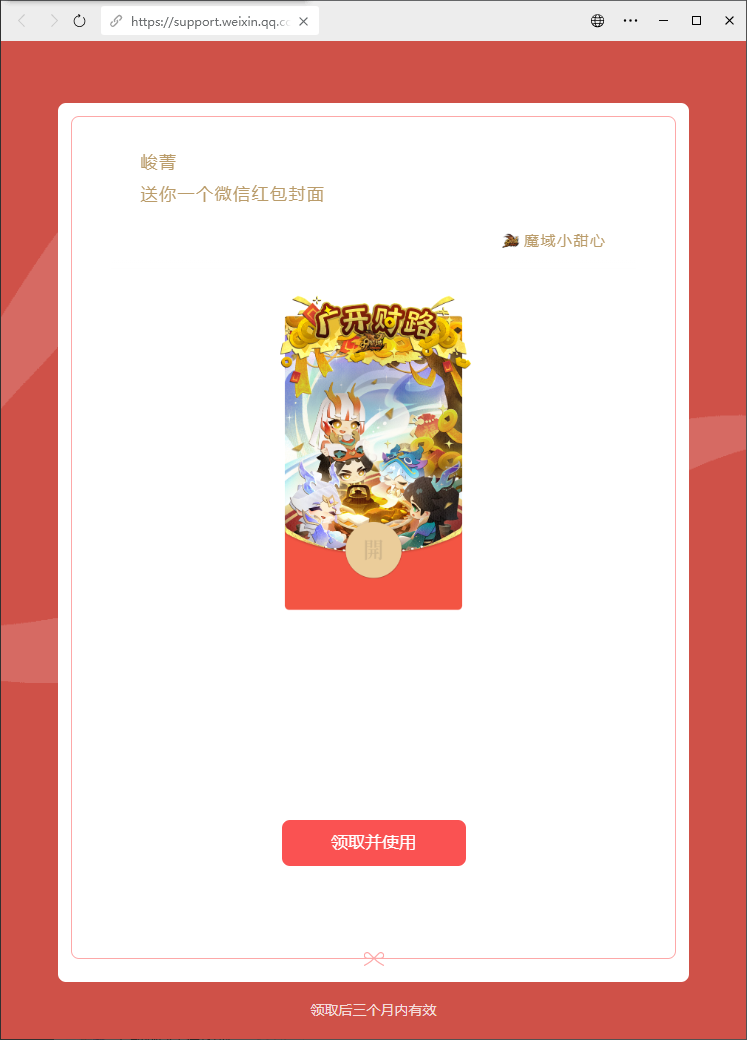 https://support.weixin.qq.c
峻菁
送你一个微信红包封面
魔域小甜心
广开财路
開
领取并使用
领取后三个月内有效